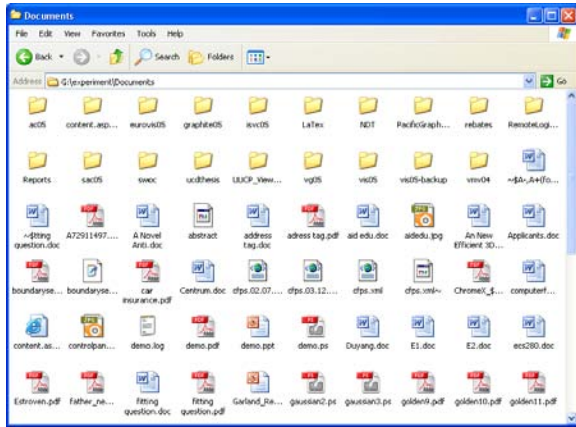 Documents
File Edit View Favorites Tools Help
Back Search Folders
Address G:\experiment\Documents Go
ac05 content.asp... eurovis05 graphite05 isvc05 LaTex NDT PacificGraph... rebates RemoteLogi...
Reports sac05 swoc ucdthesis UUCP_View... vg05 vis05 vis05-backup vmv04 ~$A-,A+(fo...
~$tting question.doc A72911497.... A Novel Anti.doc abstract address tag.doc adress tag.pdf aid edu.doc aidedu.jpg An New Efficient 3D... Applicants.doc
boundaryse... boundaryse... car insurance.pdf Centrum.doc cfps.02.07.... cfps.03.12.... cfps.xml cfps.xml~ ChromeX_$... computerf...
content.as... controlpan... demo.log demo.pdf demo.ppt demo.ps Duyang.doc E1.doc E2.doc ecs280.doc
Estroven.pdf father_ne... fitting question.doc fitting question.pdf Garland_Re... gaussian2.ps gaussian3.ps golden9.pdf golden10.pdf golden11.pdf